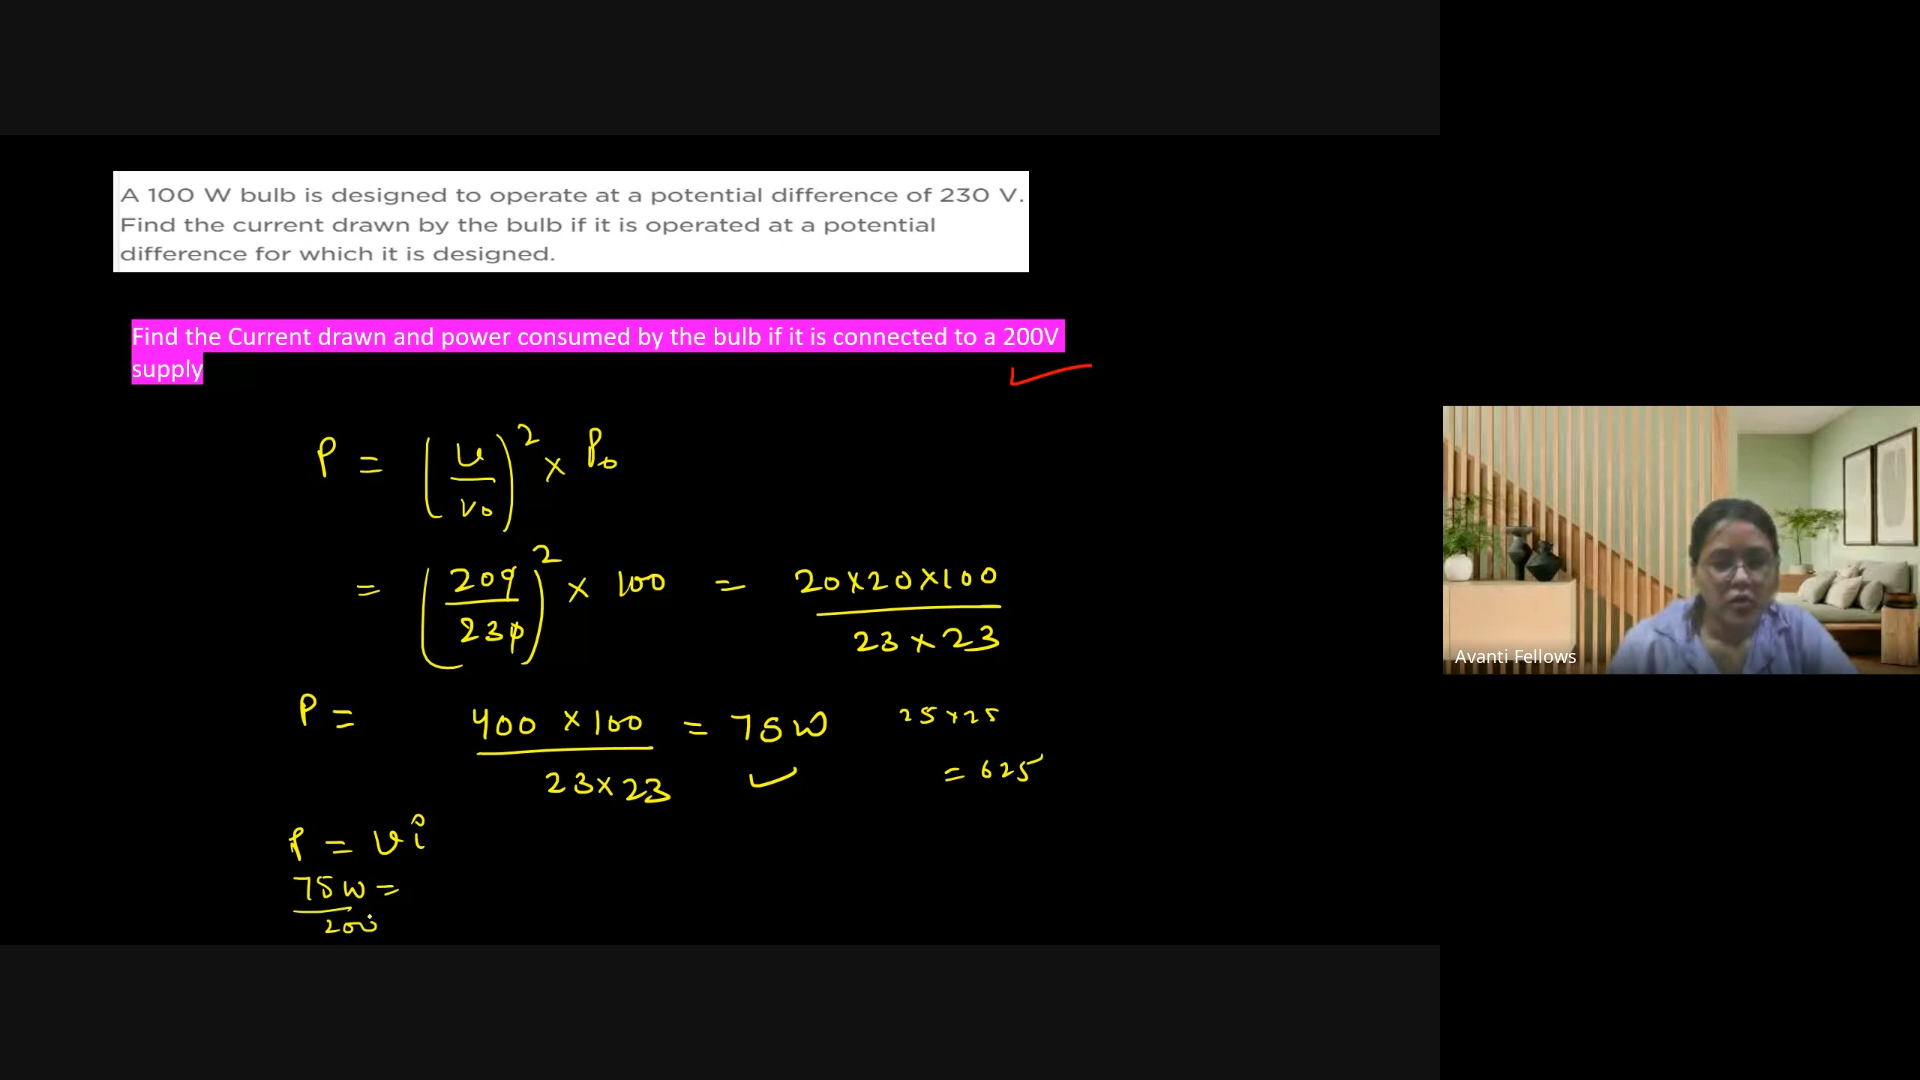 A 100 W bulb is designed to operate at a potential difference of 230 V.
Find the current drawn by the bulb if it is operated at a potential
difference for which it is designed.
Find the Current drawn and power consumed by the bulb if it is connected to a 200V
supply
P = (v/v₀)² × P₀
= (200/230)² × 100 = 20×20×100 / 23×23
P = 400 × 100 / 23×23 = 75W
25×25
= 625
P = vi
75W / 200 =
Avanti Fellows